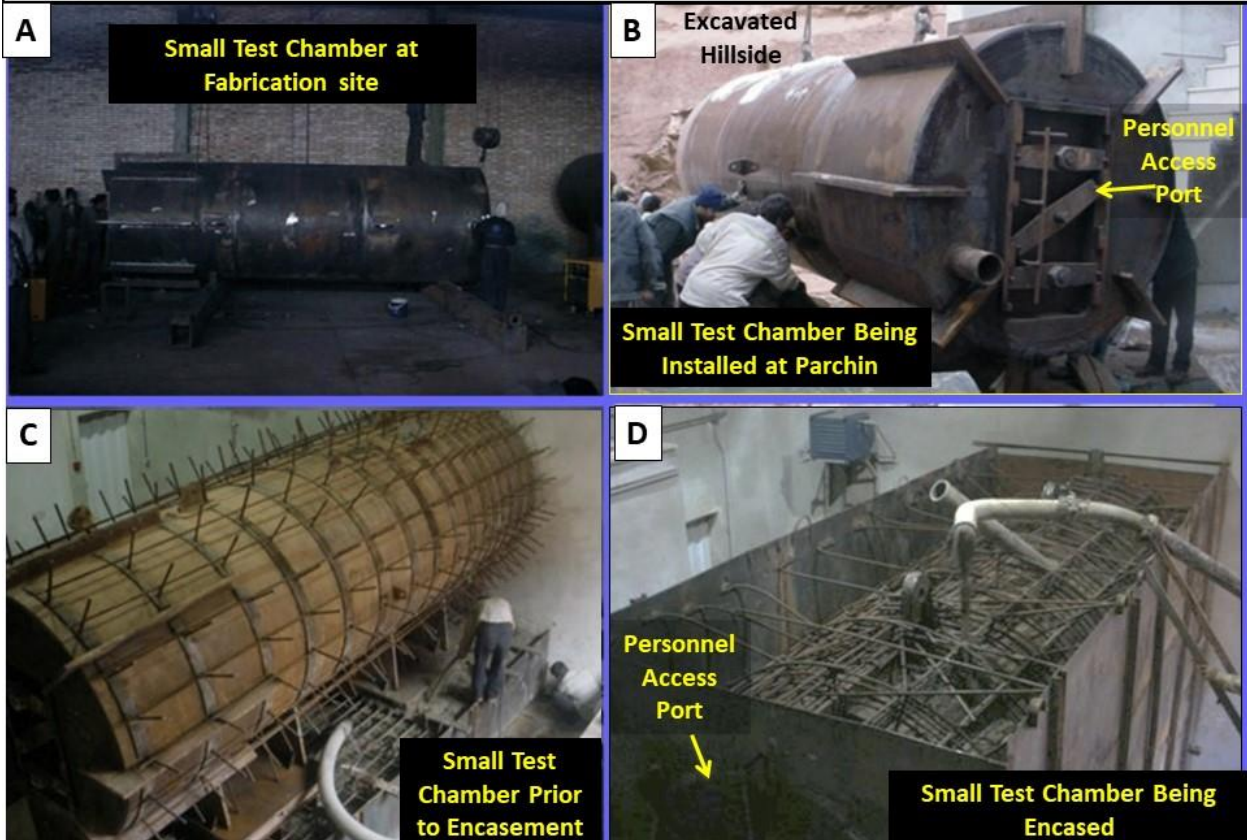 A
Small Test Chamber at
Fabrication site
B
Excavated
Hillside
Personnel
Access
Port
Small Test Chamber Being
Installed at Parchin
C
Small Test
Chamber Prior
to Encasement
D
Personnel
Access
Port
Small Test Chamber Being
Encased